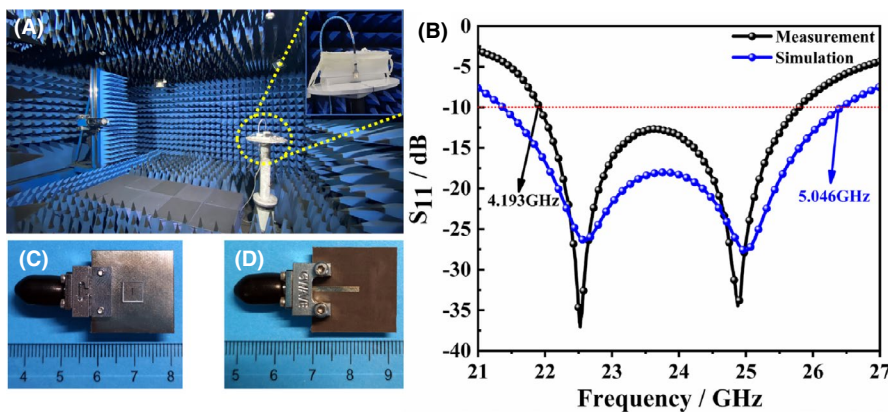 (A)
(B)
0
-5
-10
-15
-20
-25
-30
-35
-40
S11 / dB
Measurement
Simulation
4.193GHz
5.046GHz
21 22 23 24 25 26 27
Frequency / GHz
(C)
4 5 6 7 8
(D)
5 6 7 8 9